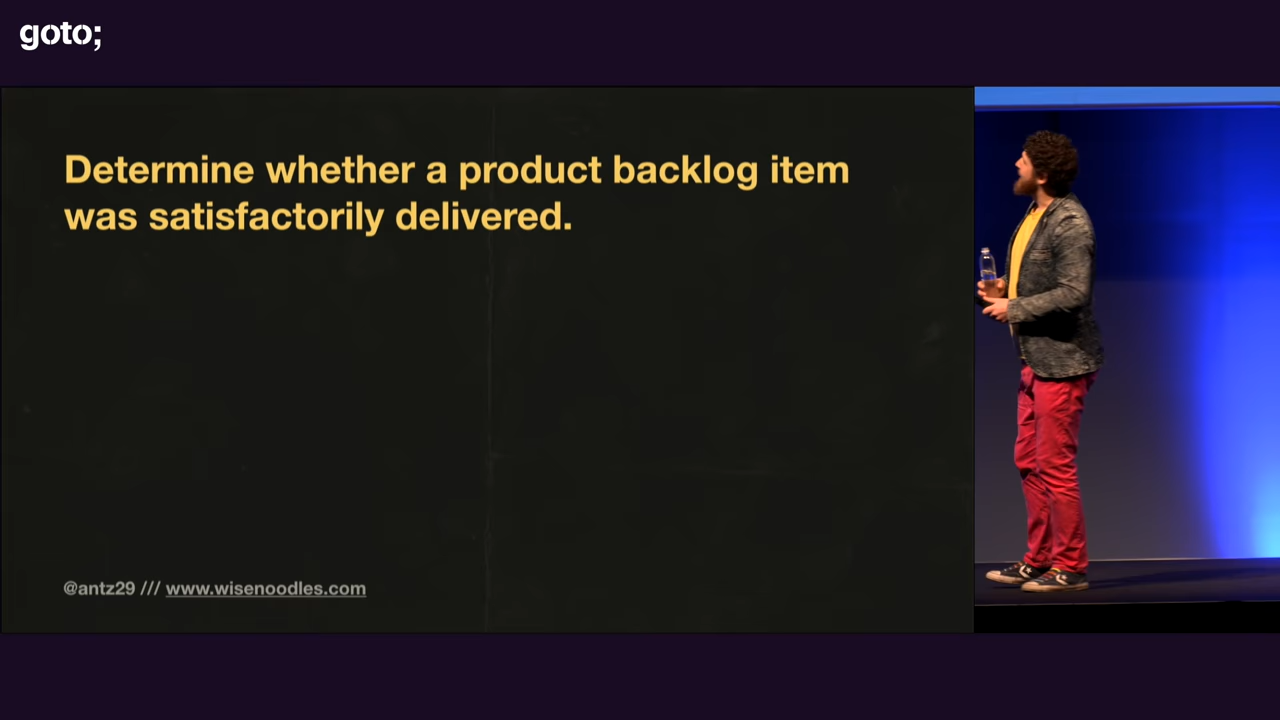 goto;
Determine whether a product backlog item
was satisfactorily delivered.
@antz29 /// www.wisenoodles.com